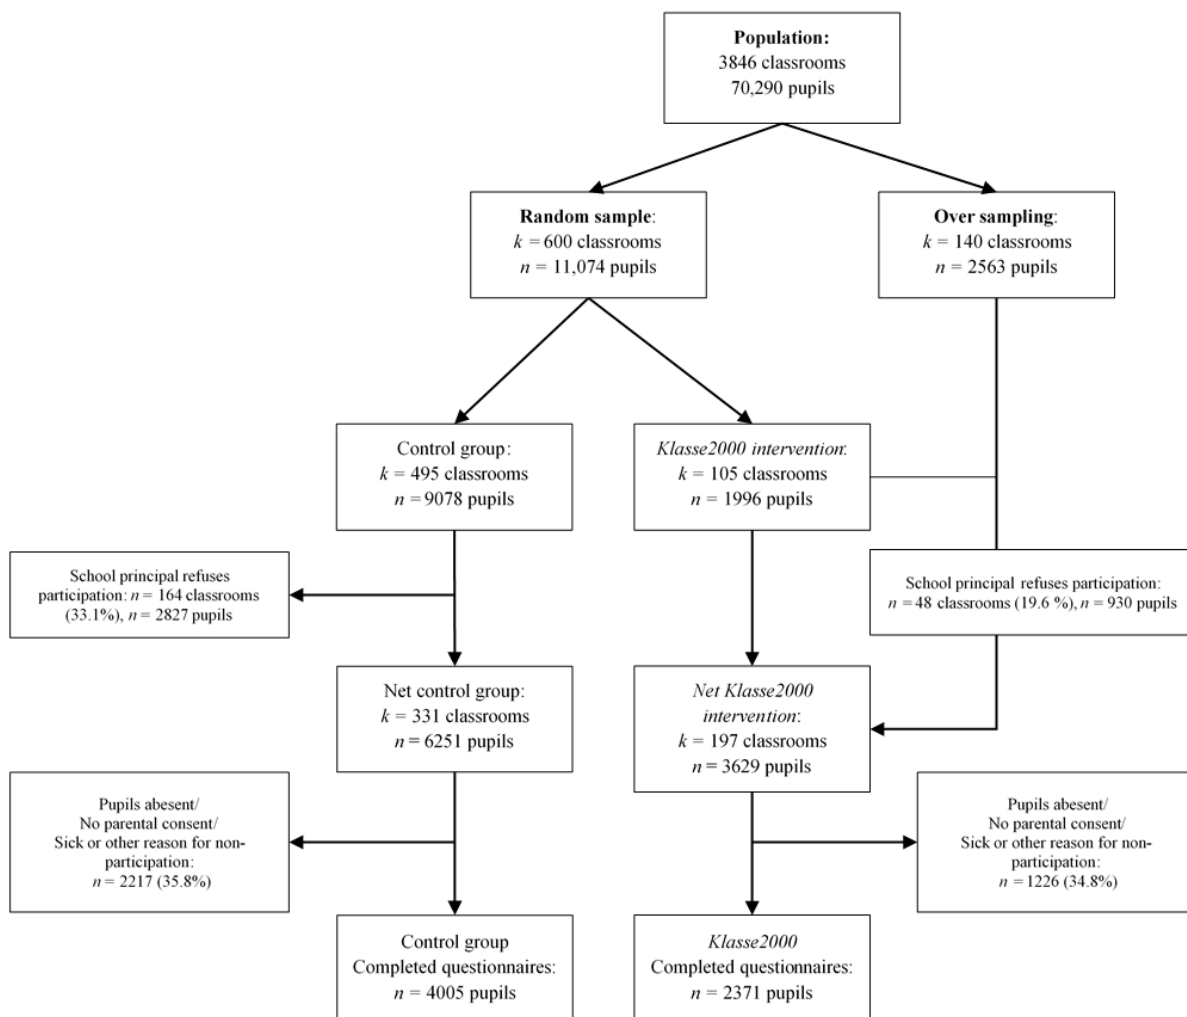 Population:
3846 classrooms
70,290 pupils
Random sample:
k = 600 classrooms
n = 11,074 pupils
Over sampling:
k = 140 classrooms
n = 2563 pupils
Control group:
k = 495 classrooms
n = 9078 pupils
Klasse2000 intervention:
k = 105 classrooms
n = 1996 pupils
School principal refuses
participation: n = 164 classrooms
(33.1%), n = 2827 pupils
School principal refuses participation:
n = 48 classrooms (19.6 %), n = 930 pupils
Net control group:
k = 331 classrooms
n = 6251 pupils
Net Klasse2000
intervention:
k = 197 classrooms
n = 3629 pupils
Pupils abesent/
No parental consent/
Sick or other reason for non-
participation:
n = 2217 (35.8%)
Pupils abesent/
No parental consent/
Sick or other reason for non-
participation:
n = 1226 (34.8%)
Control group
Completed questionnaires:
n = 4005 pupils
Klasse2000
Completed questionnaires:
n = 2371 pupils